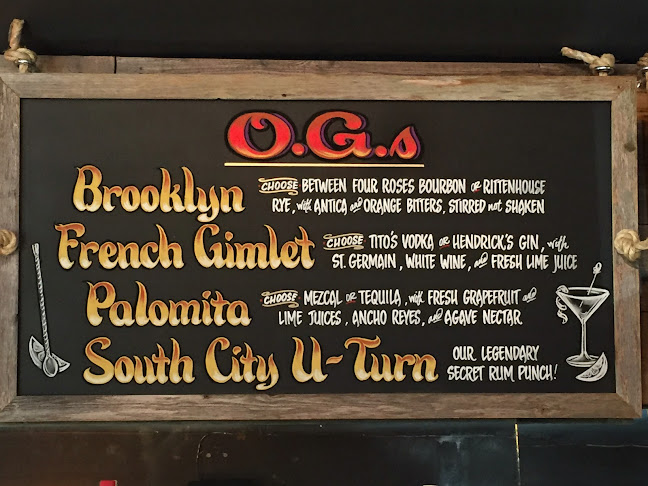 O.G.s
Brooklyn CHOOSE BETWEEN FOUR ROSES BOURBON OR RITTENHOUSE
RYE, with ANTICA and ORANGE BITTERS, STIRRED not SHAKEN
French Gimlet CHOOSE TITO'S VODKA OR HENDRICK'S GIN, with
ST. GERMAIN, WHITE WINE, and FRESH LIME JUICE
Palomita CHOOSE MEZCAL OR TEQUILA, with FRESH GRAPEFRUIT and
LIME JUICES, ANCHO REYES, and AGAVE NECTAR
South City U-Turn OUR LEGENDARY
SECRET RUM PUNCH!